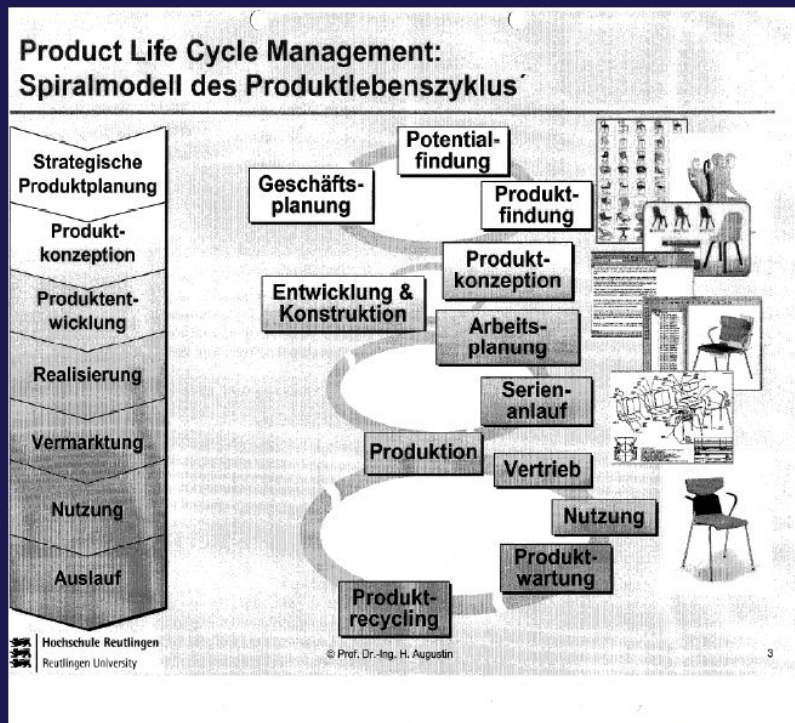 Product Life Cycle Management:
Spiralmodell des Produktlebenszyklus´
Strategische
Produktplanung
Produkt-
konzeption
Produktent-
wicklung
Realisierung
Vermarktung
Nutzung
Auslauf
Potential-
findung
Geschäfts-
planung
Produkt-
findung
Produkt-
konzeption
Entwicklung &
Konstruktion
Arbeits-
planung
Serien-
anlauf
Produktion
Vertrieb
Nutzung
Produkt-
wartung
Produkt-
recycling
Hochschule Reutlingen
Reutlingen University
© Prof. Dr.-Ing. H. Augustin
3